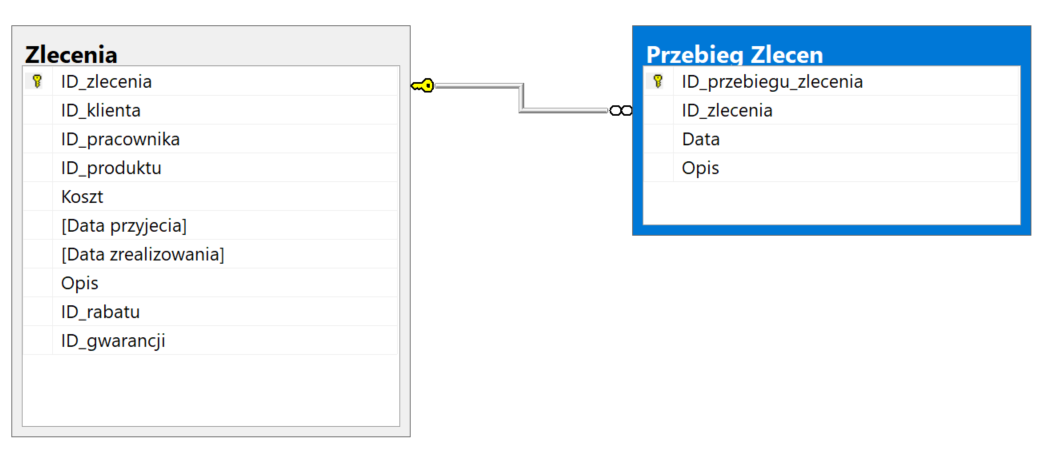 Zlecenia
ID_zlecenia
ID_klienta
ID_pracownika
ID_produktu
Koszt
[Data przyjecia]
[Data zrealizowania]
Opis
ID_rabatu
ID_gwarancji
Przebieg Zlecen
ID_przebiegu_zlecenia
ID_zlecenia
Data
Opis